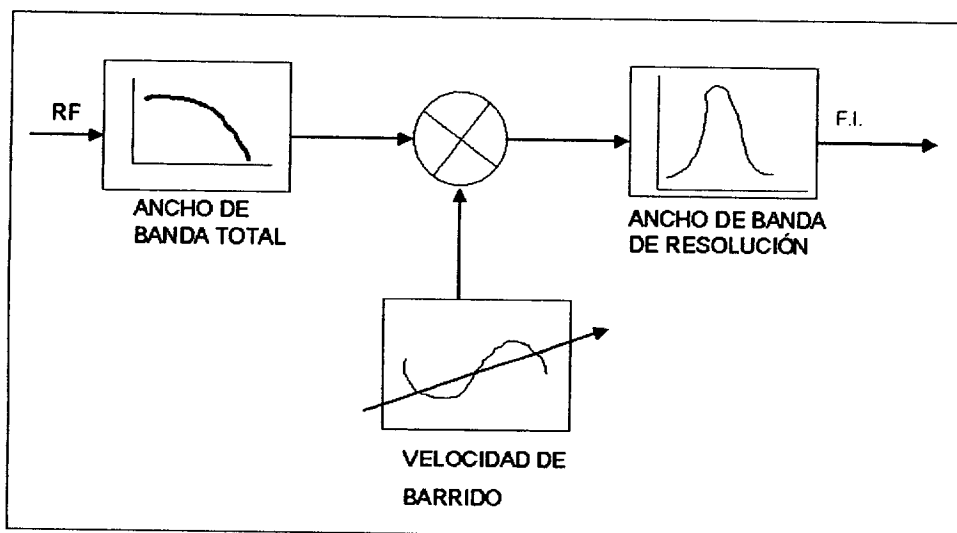 RF
F.I.
ANCHO DE
BANDA TOTAL
ANCHO DE BANDA
DE RESOLUCIÓN
VELOCIDAD DE
BARRIDO